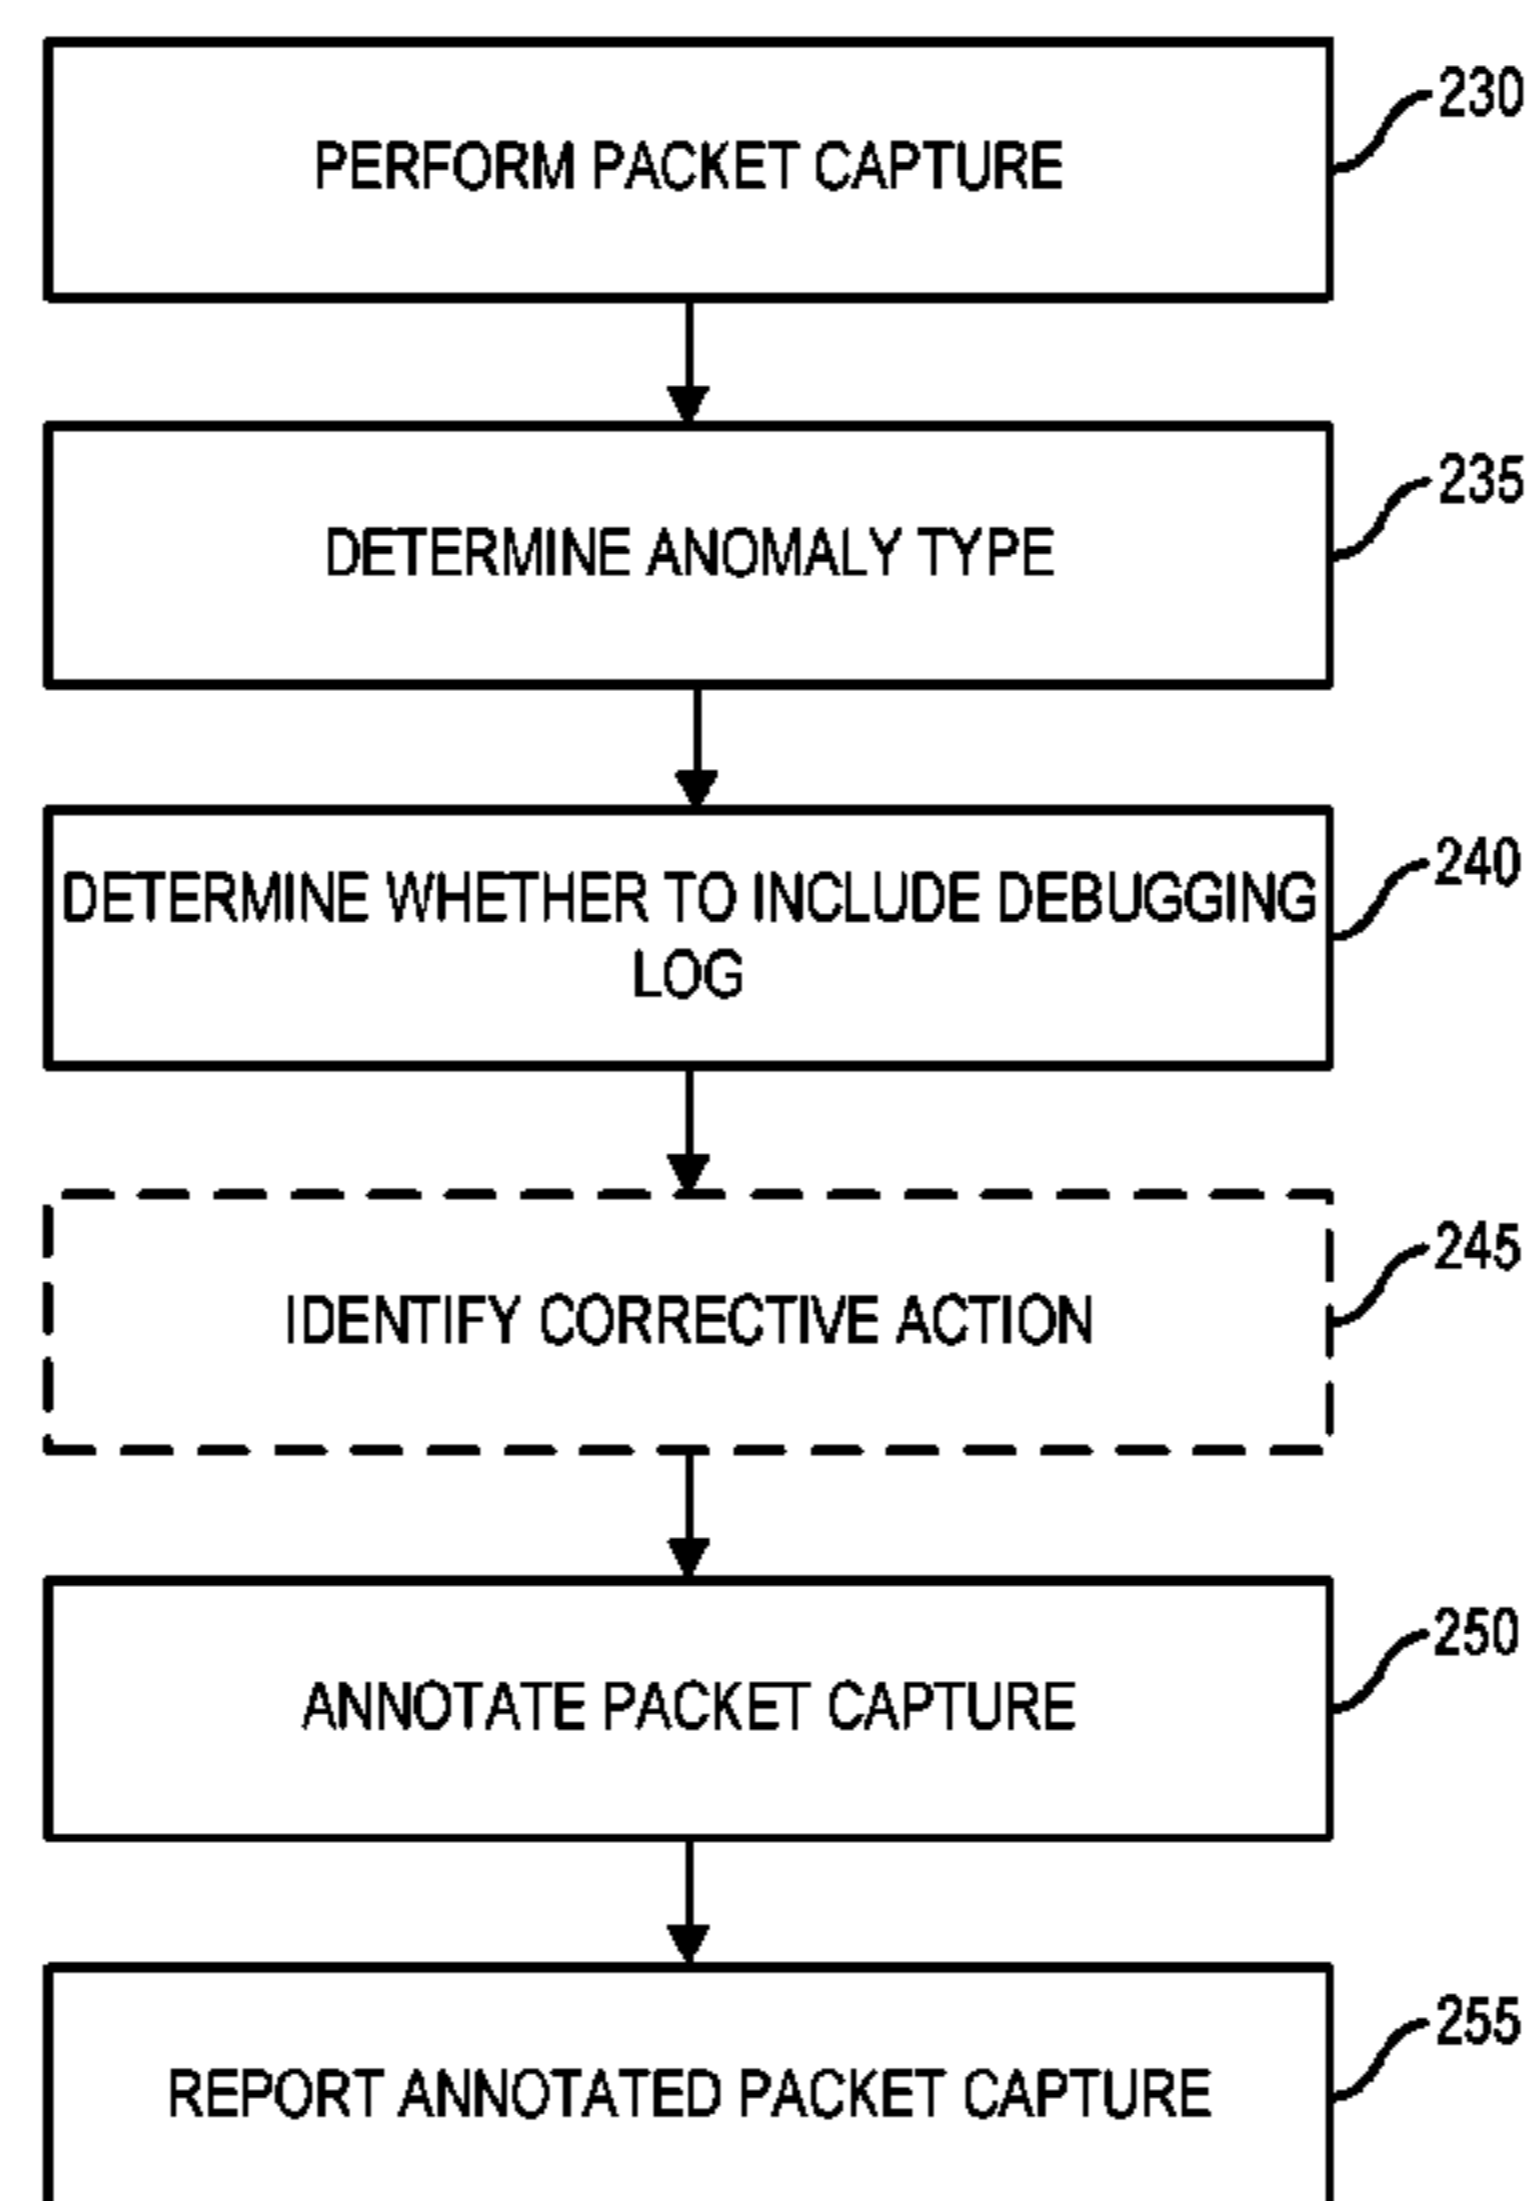 230
PERFORM PACKET CAPTURE
235
DETERMINE ANOMALY TYPE
240
DETERMINE WHETHER TO INCLUDE DEBUGGING
LOG
245
IDENTIFY CORRECTIVE ACTION
250
ANNOTATE PACKET CAPTURE
255
REPORT ANNOTATED PACKET CAPTURE